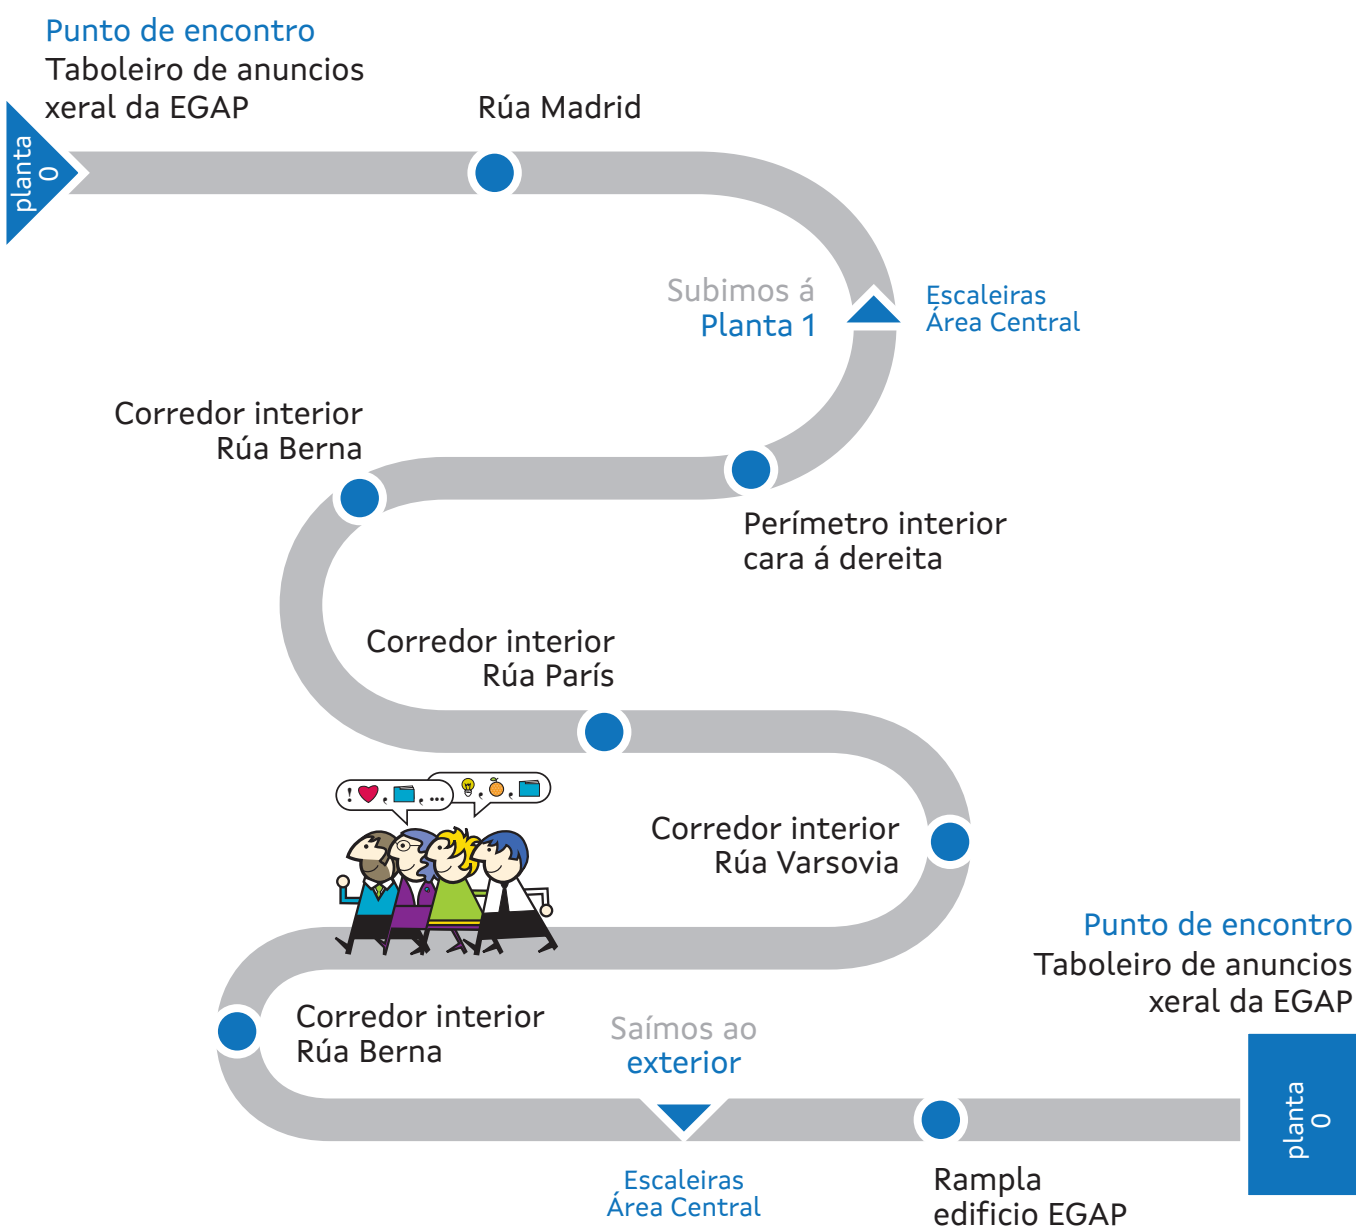 Punto de encontro
Taboleiro de anuncios
xeral da EGAP
planta
0
Rúa Madrid
Subimos á
Planta 1
Escaleiras
Área Central
Corredor interior
Rúa Berna
Perímetro interior
cara á dereita
Corredor interior
Rúa París
! , , ...
, ,
Corredor interior
Rúa Varsovia
Punto de encontro
Taboleiro de anuncios
xeral da EGAP
Corredor interior
Rúa Berna
Saímos ao
exterior
planta
0
Escaleiras
Área Central
Rampla
edificio EGAP